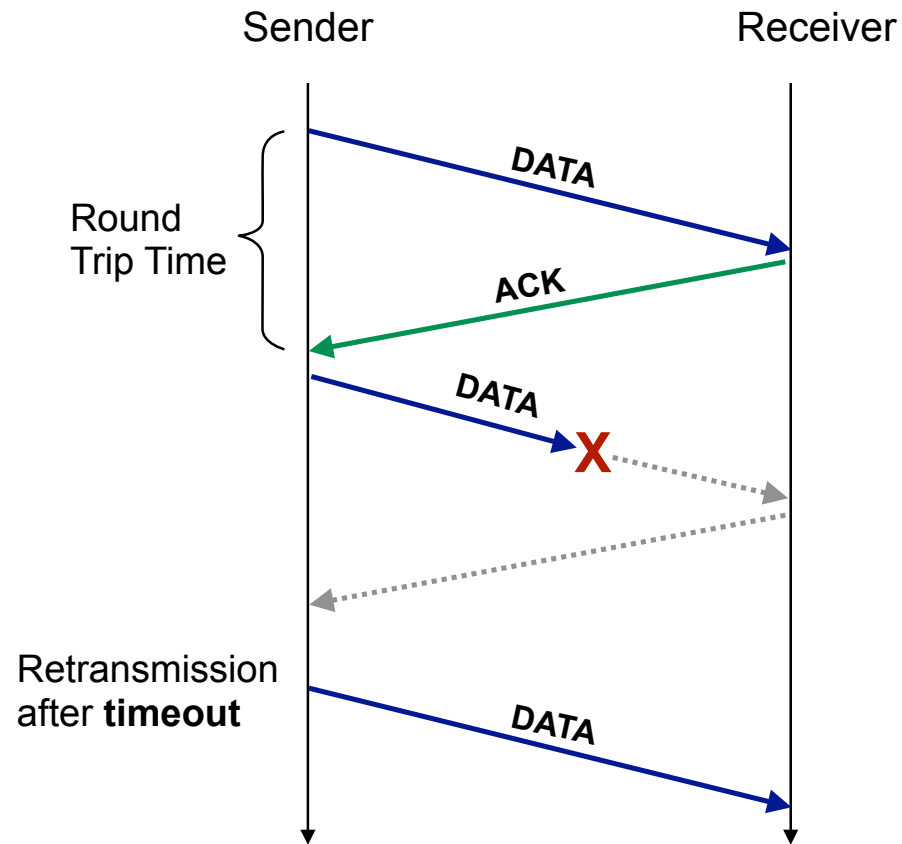 Sender
Receiver
DATA
Round
Trip Time
ACK
DATA
X
Retransmission
after timeout
DATA